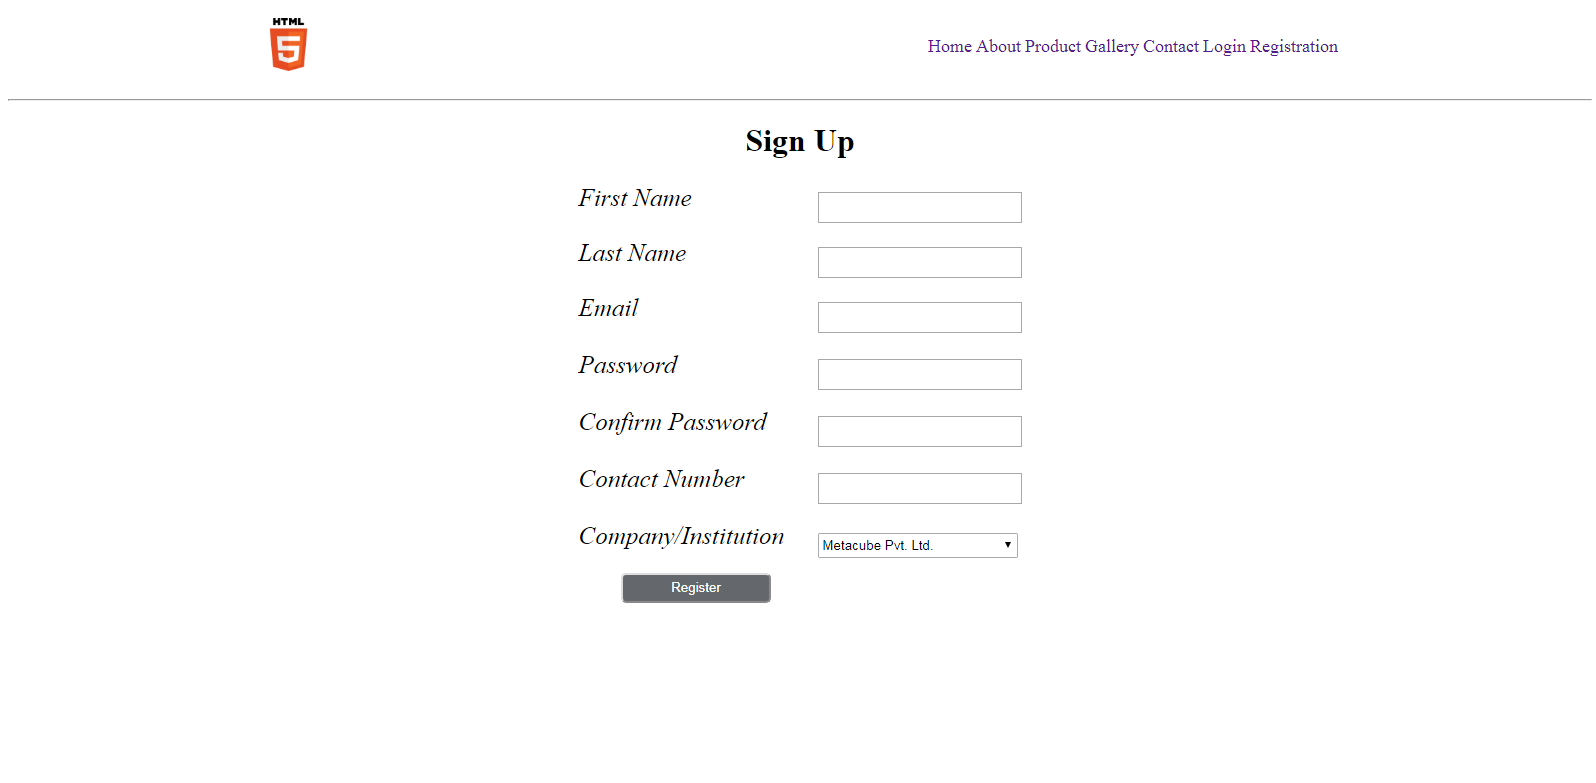 HTML
5
Home About Product Gallery Contact Login Registration
Sign Up
First Name
Last Name
Email
Password
Confirm Password
Contact Number
Company/Institution
Metacube Pvt. Ltd.
Register